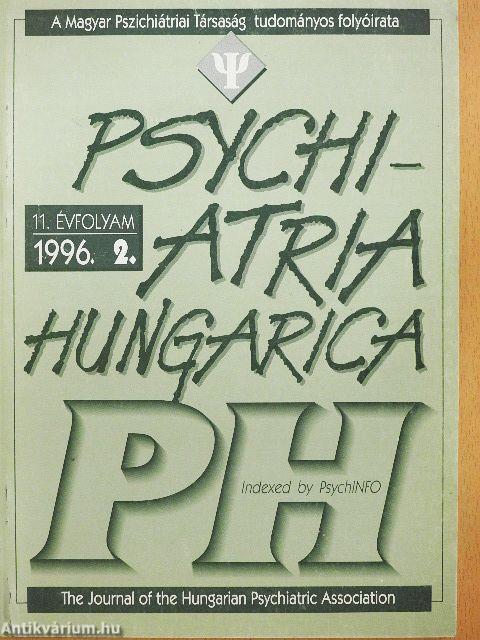 A Magyar Pszichiátriai Társaság tudományos folyóirata
Ψ
PSYCHI-
ATRIA
11. ÉVFOLYAM
1996. 2.
HUNGARICA
PH
Indexed by PsychINFO
The Journal of the Hungarian Psychiatric Association
Antikvárium.hu